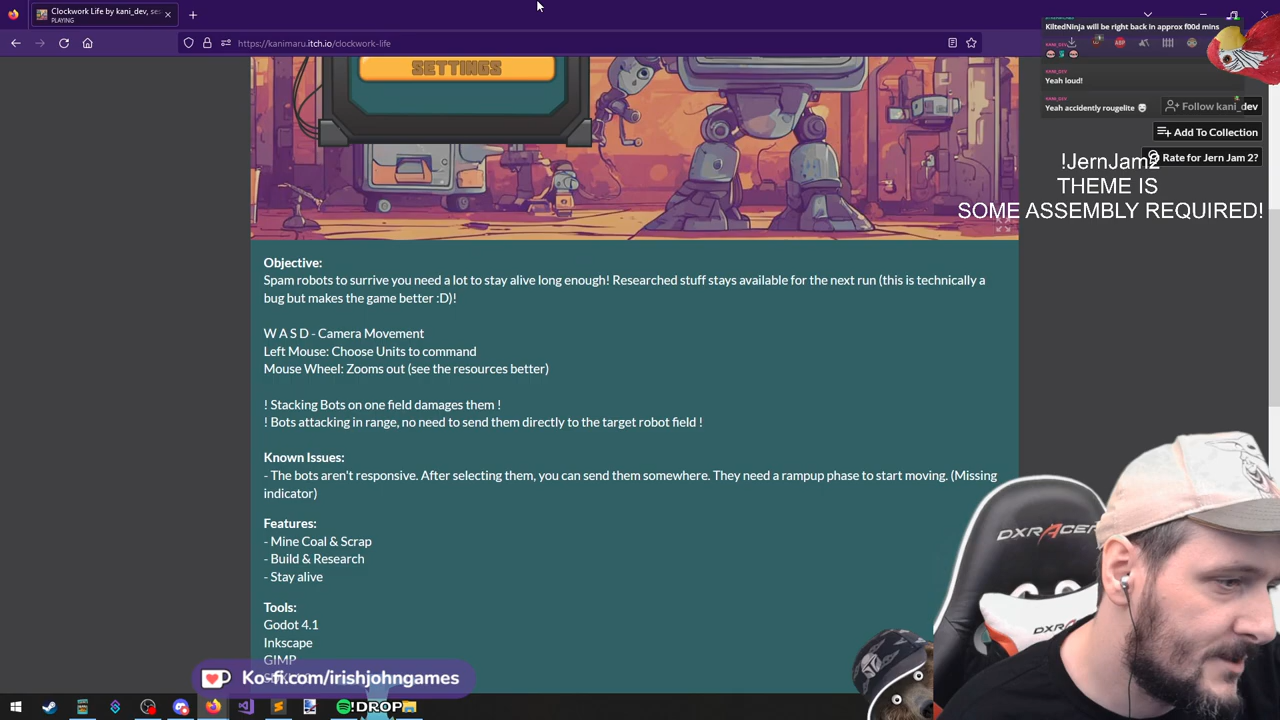 Clockwork Life by kani_dev, se
PLAYING
https://kanimaru.itch.io/clockwork-life
KiltedNinja will be right back in approx f00d mins
KANI_DEV
Yeah loud!
KANI_DEV
Yeah accidently rougelite
Follow kani_dev
Add To Collection
Rate for Jern Jam 2?
!JernJam2
THEME IS
SOME ASSEMBLY REQUIRED!
SETTINGS
Objective:
Spam robots to surrive you need a lot to stay alive long enough! Researched stuff stays available for the next run (this is technically a
bug but makes the game better :D)!
W A S D - Camera Movement
Left Mouse: Choose Units to command
Mouse Wheel: Zooms out (see the resources better)
! Stacking Bots on one field damages them !
! Bots attacking in range, no need to send them directly to the target robot field !
Known Issues:
- The bots aren't responsive. After selecting them, you can send them somewhere. They need a rampup phase to start moving. (Missing
indicator)
Features:
- Mine Coal & Scrap
- Build & Research
- Stay alive
Tools:
Godot 4.1
Inkscape
GIMP
Ko-fi.com/irishjohngames
!DROP
DXRACER